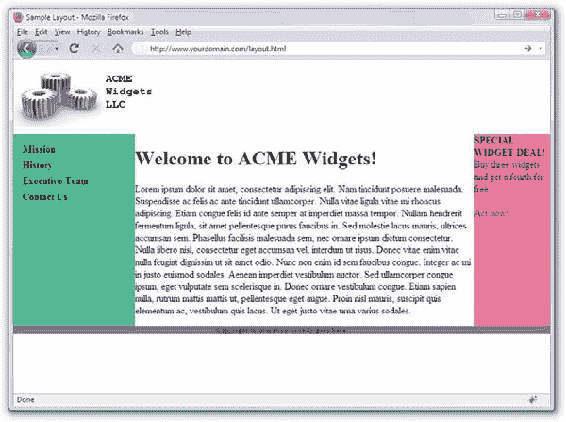 Sample Layout - Mozilla Firefox
File Edit View History Bookmarks Tools Help
http://www.yourdomain.com/layout.html
ACME
Widgets
LLC
Mission
History
Executive Team
Contact Us
Welcome to ACME Widgets!
Lorem ipsum dolor sit amet, consectetur adipiscing elit. Nam tincidunt posuere malesuada.
Suspendisse ac felis ac ante tincidunt ullamcorper. Nulla vitae ligula vitae mi rhoncus
adipiscing. Etiam congue felis id ante semper at imperdiet massa tempor. Nullam hendrerit
fermentum ligula, sit amet pellentesque purus faucibus in. Sed molestie lacus mauris, ultrices
accumsan sem. Phasellus facilisis malesuada sem, nec ornare ipsum dictum consectetur.
Nulla libero nisi, consectetur eget accumsan vel, interdum ut risus. Donec vitae enim vitae
nulla feugiat dignissim ut sit amet odio. Nunc non enim id sem faucibus congue. Integer ac mi
in justo euismod sodales. Aenean imperdiet vestibulum auctor. Sed ullamcorper congue
ipsum, eget vulputate sem scelerisque in. Donec ornare vestibulum congue. Etiam sapien
nulla, rutrum mattis mattis ut, pellentesque eget augue. Proin nisl mauris, suscipit quis
elementum ac, vestibulum quis lacus. Ut eget justo vitae urna varius sodales.
SPECIAL
WIDGET DEAL!
Buy three widgets
and get a fourth for
free.
Act now!
Done